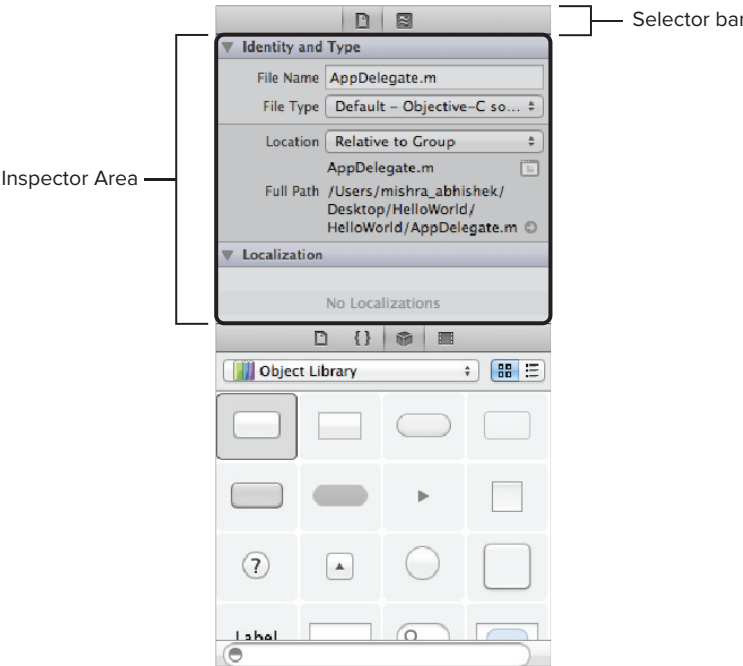 Selector bar
Identity and Type
File Name AppDelegate.m
File Type Default – Objective-C so...
Location Relative to Group
AppDelegate.m
Inspector Area
Full Path /Users/mishra_abhishek/
Desktop/HelloWorld/
HelloWorld/AppDelegate.m
Localization
No Localizations
{ }
Object Library
?
Label